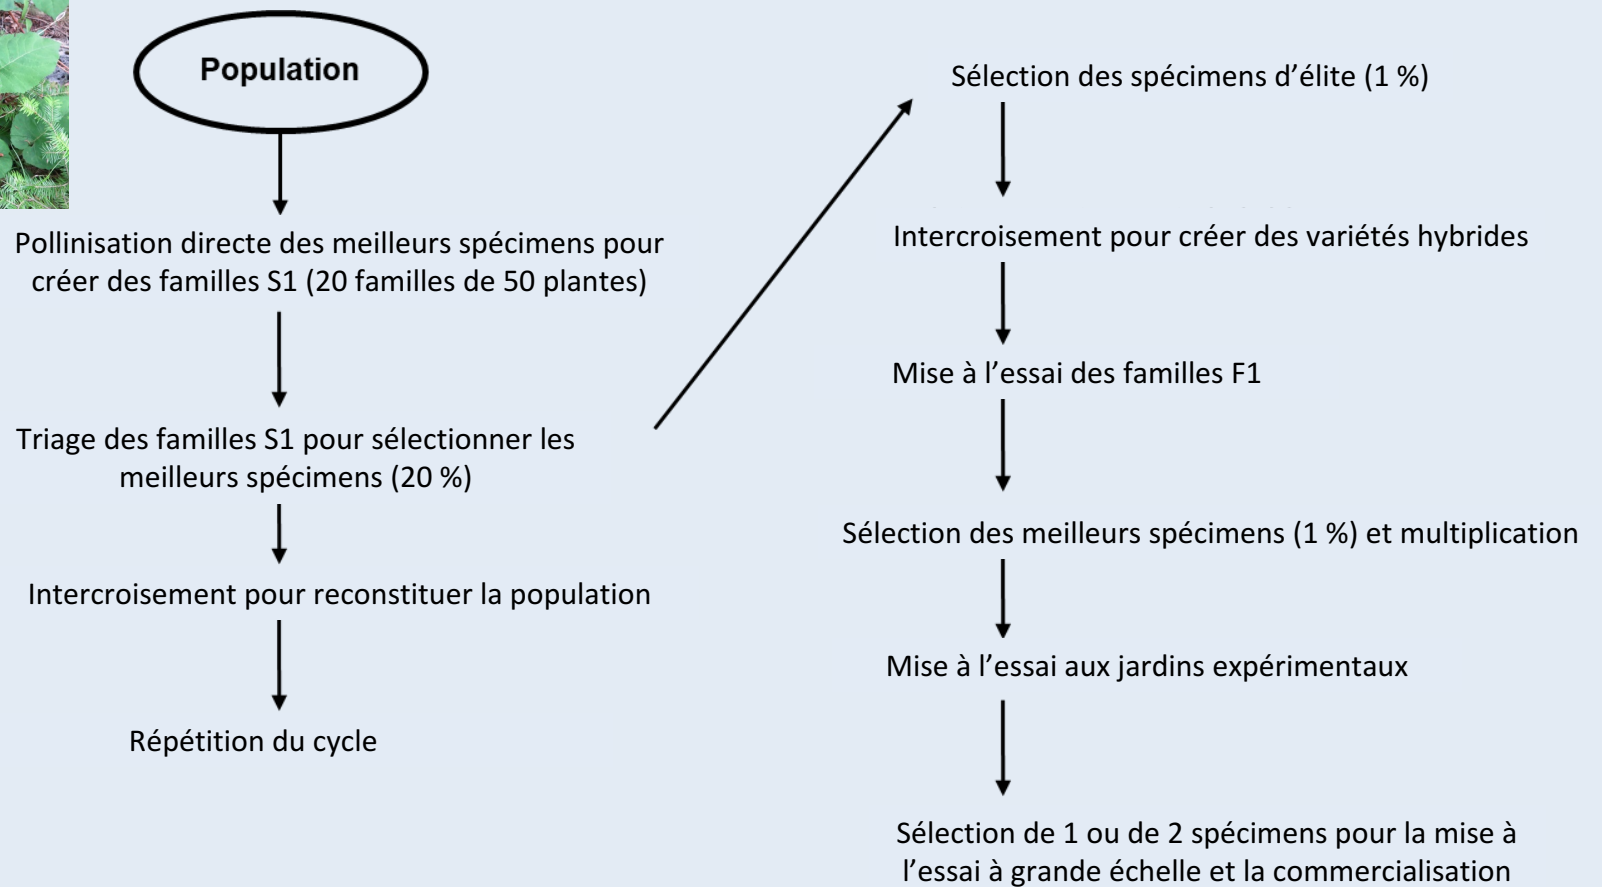 Population
Pollinisation directe des meilleurs spécimens pour
créer des familles S1 (20 familles de 50 plantes)
Triage des familles S1 pour sélectionner les
meilleurs spécimens (20 %)
Intercroisement pour reconstituer la population
Répétition du cycle
Sélection des spécimens d’élite (1 %)
Intercroisement pour créer des variétés hybrides
Mise à l’essai des familles F1
Sélection des meilleurs spécimens (1 %) et multiplication
Mise à l’essai aux jardins expérimentaux
Sélection de 1 ou de 2 spécimens pour la mise à
l’essai à grande échelle et la commercialisation